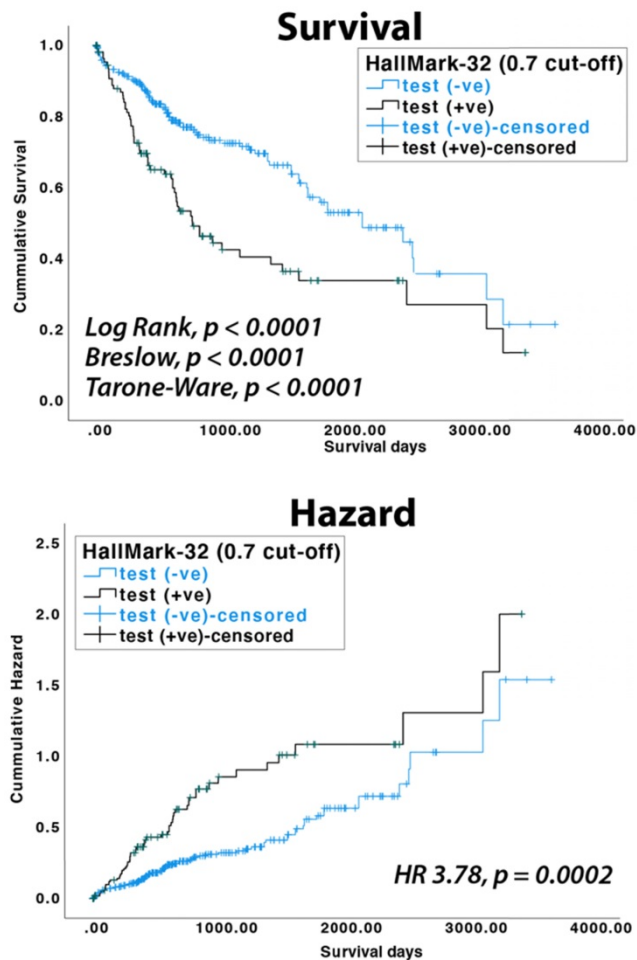 Survival
HallMark-32 (0.7 cut-off)
test (-ve)
test (+ve)
test (-ve)-censored
test (+ve)-censored
Cummulative Survival
1.0
0.8
0.6
0.4
0.2
0.0
Log Rank, p < 0.0001
Breslow, p < 0.0001
Tarone-Ware, p < 0.0001
.00 1000.00 2000.00 3000.00 4000.00
Survival days
Hazard
HallMark-32 (0.7 cut-off)
test (-ve)
test (+ve)
test (-ve)-censored
test (+ve)-censored
Cummulative Hazard
2.5
2.0
1.5
1.0
0.5
0.0
HR 3.78, p = 0.0002
.00 1000.00 2000.00 3000.00 4000.00
Survival days